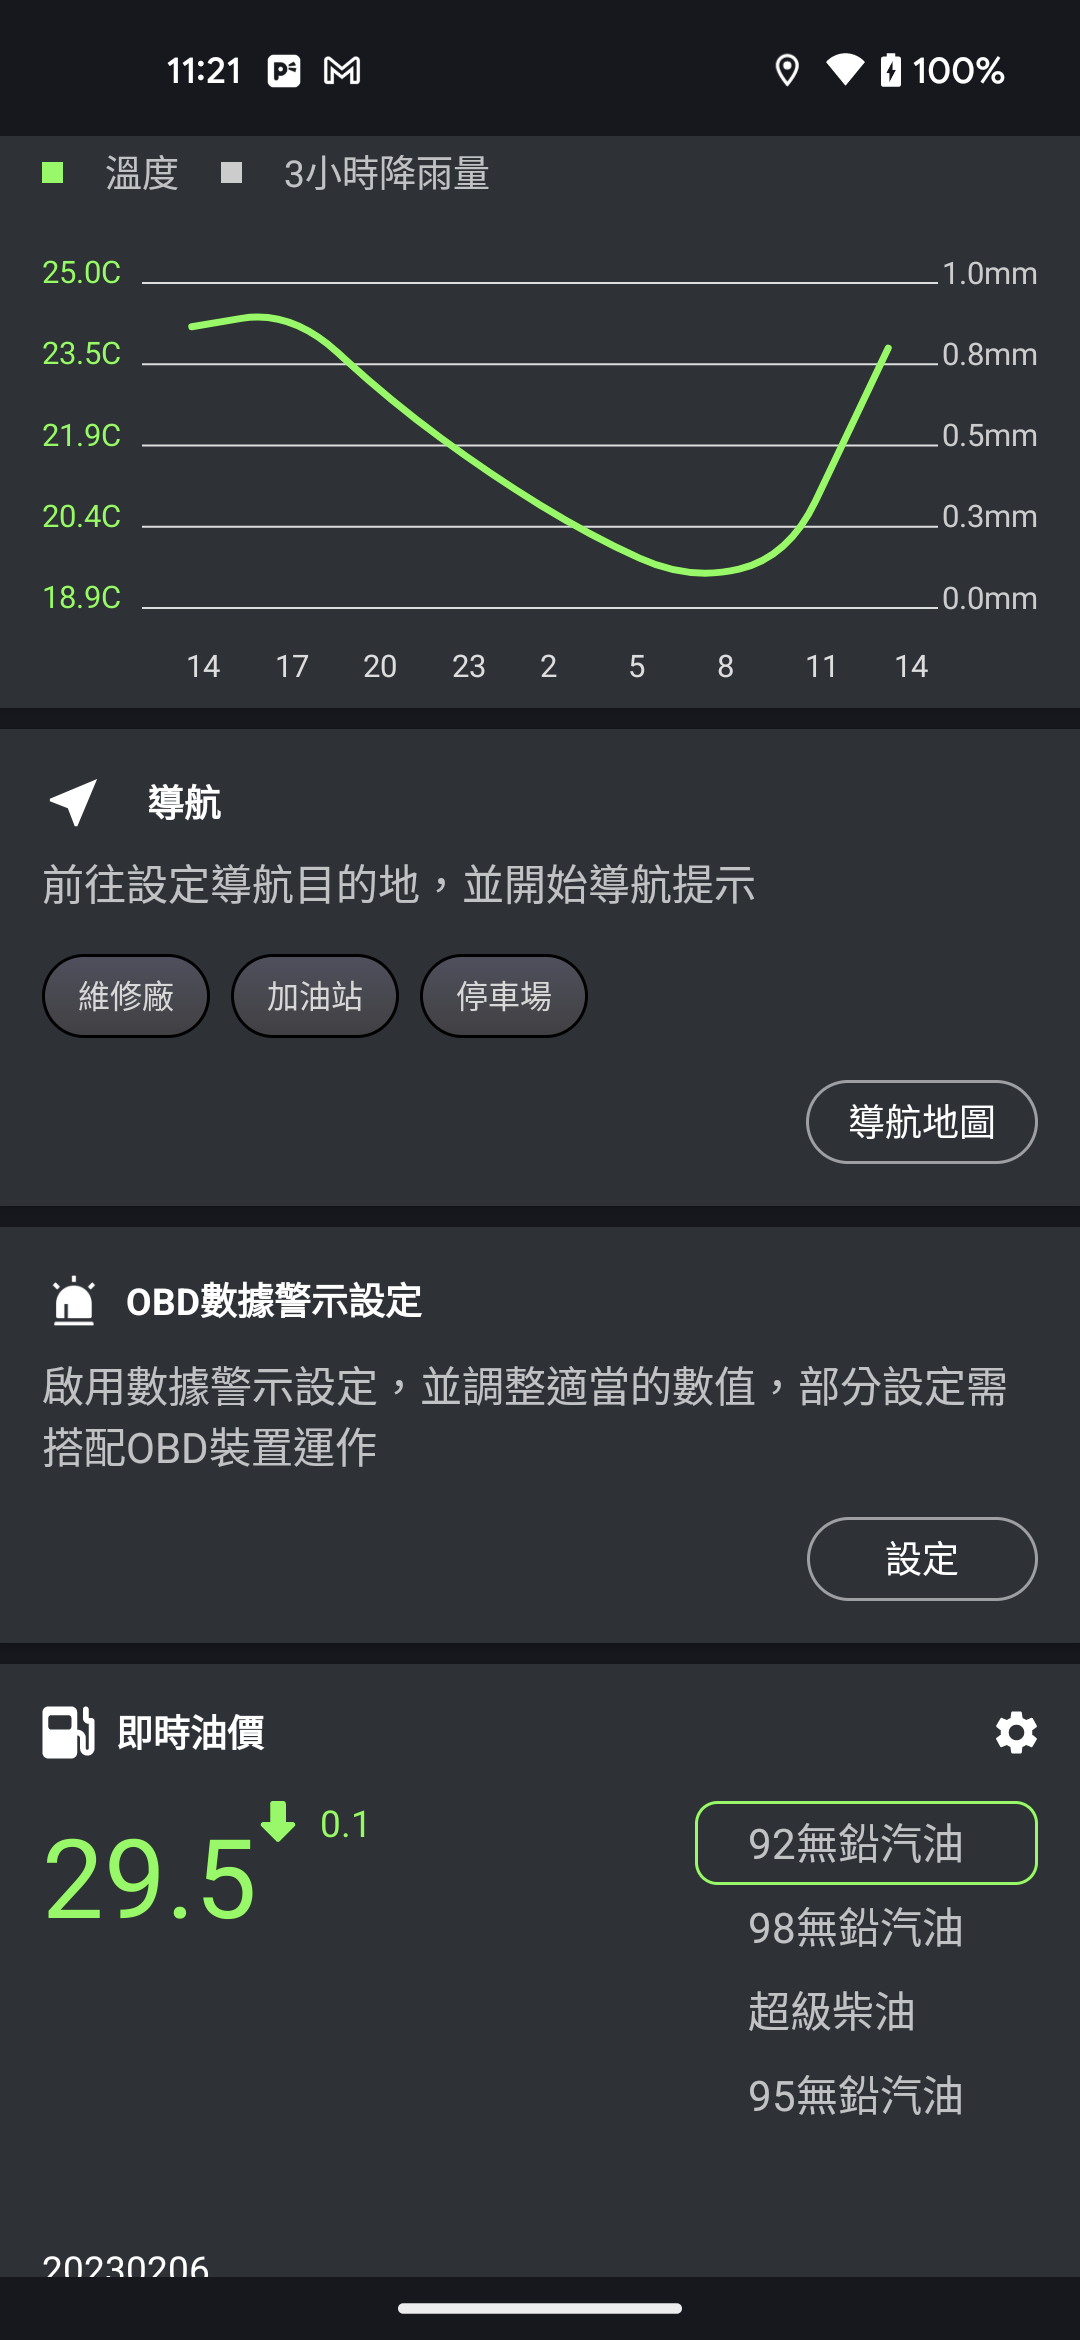 11:21
100%
溫度 3小時降雨量
25.0C 1.0mm
23.5C 0.8mm
21.9C 0.5mm
20.4C 0.3mm
18.9C 0.0mm
14 17 20 23 2 5 8 11 14
導航
前往設定導航目的地，並開始導航提示
維修廠 加油站 停車場
導航地圖
OBD數據警示設定
啟用數據警示設定，並調整適當的數值，部分設定需
搭配OBD裝置運作
設定
即時油價
29.5 0.1
92無鉛汽油
98無鉛汽油
超級柴油
95無鉛汽油
20230206